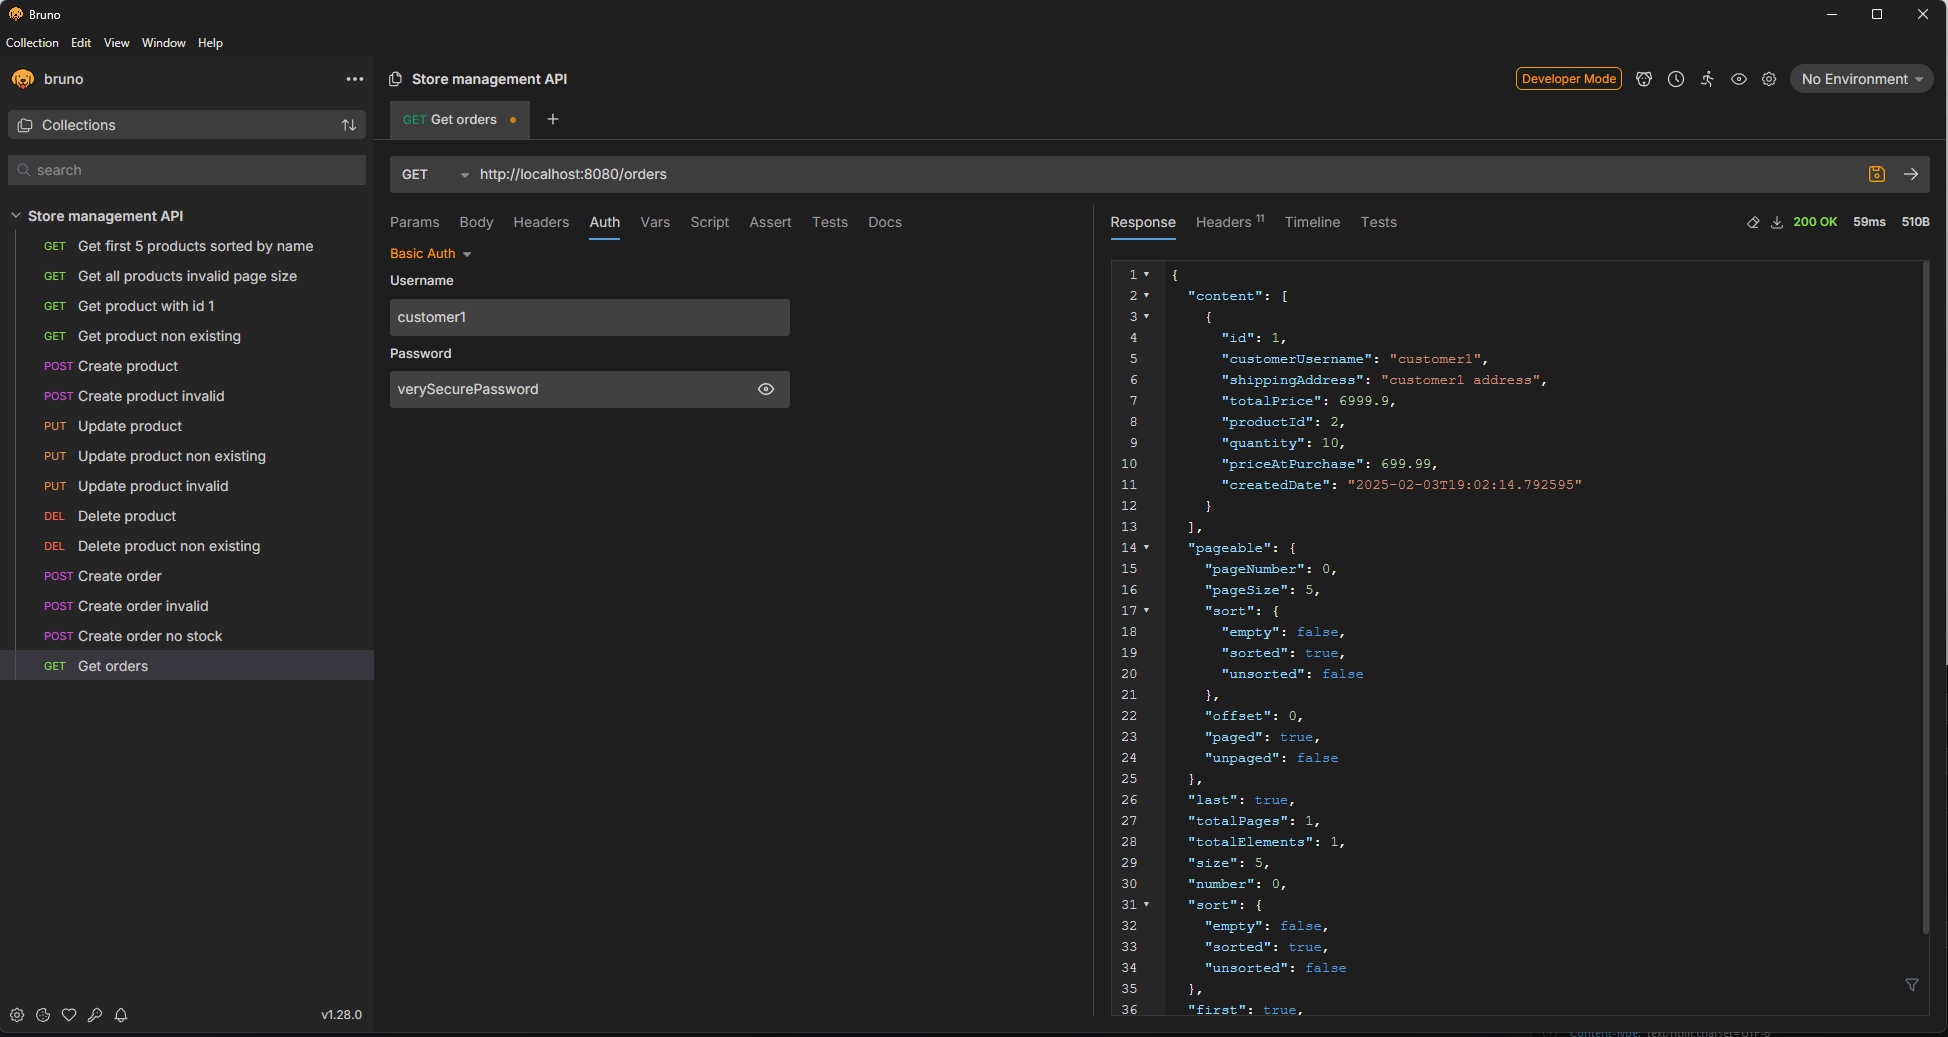 Bruno
Collection Edit View Window Help
bruno
Collections
search
Store management API
GET Get first 5 products sorted by name
GET Get all products invalid page size
GET Get product with id 1
GET Get product non existing
POST Create product
POST Create product invalid
PUT Update product
PUT Update product non existing
PUT Update product invalid
DEL Delete product
DEL Delete product non existing
POST Create order
POST Create order invalid
POST Create order no stock
GET Get orders
v1.28.0
Store management API
Developer Mode
No Environment
GET Get orders
GET http://localhost:8080/orders
Params Body Headers Auth Vars Script Assert Tests Docs
Basic Auth
Username
customer1
Password
verySecurePassword
Response Headers 11 Timeline Tests
200 OK 59ms 510B
1 {
2 "content": [
3 {
4 "id": 1,
5 "customerUsername": "customer1",
6 "shippingAddress": "customer1 address",
7 "totalPrice": 6999.9,
8 "productId": 2,
9 "quantity": 10,
10 "priceAtPurchase": 699.99,
11 "createdDate": "2025-02-03T19:02:14.792595"
12 }
13 ],
14 "pageable": {
15 "pageNumber": 0,
16 "pageSize": 5,
17 "sort": {
18 "empty": false,
19 "sorted": true,
20 "unsorted": false
21 },
22 "offset": 0,
23 "paged": true,
24 "unpaged": false
25 },
26 "last": true,
27 "totalPages": 1,
28 "totalElements": 1,
29 "size": 5,
30 "number": 0,
31 "sort": {
32 "empty": false,
33 "sorted": true,
34 "unsorted": false
35 },
36 "first": true,
Content-Type: text/html;charset=UTF-8